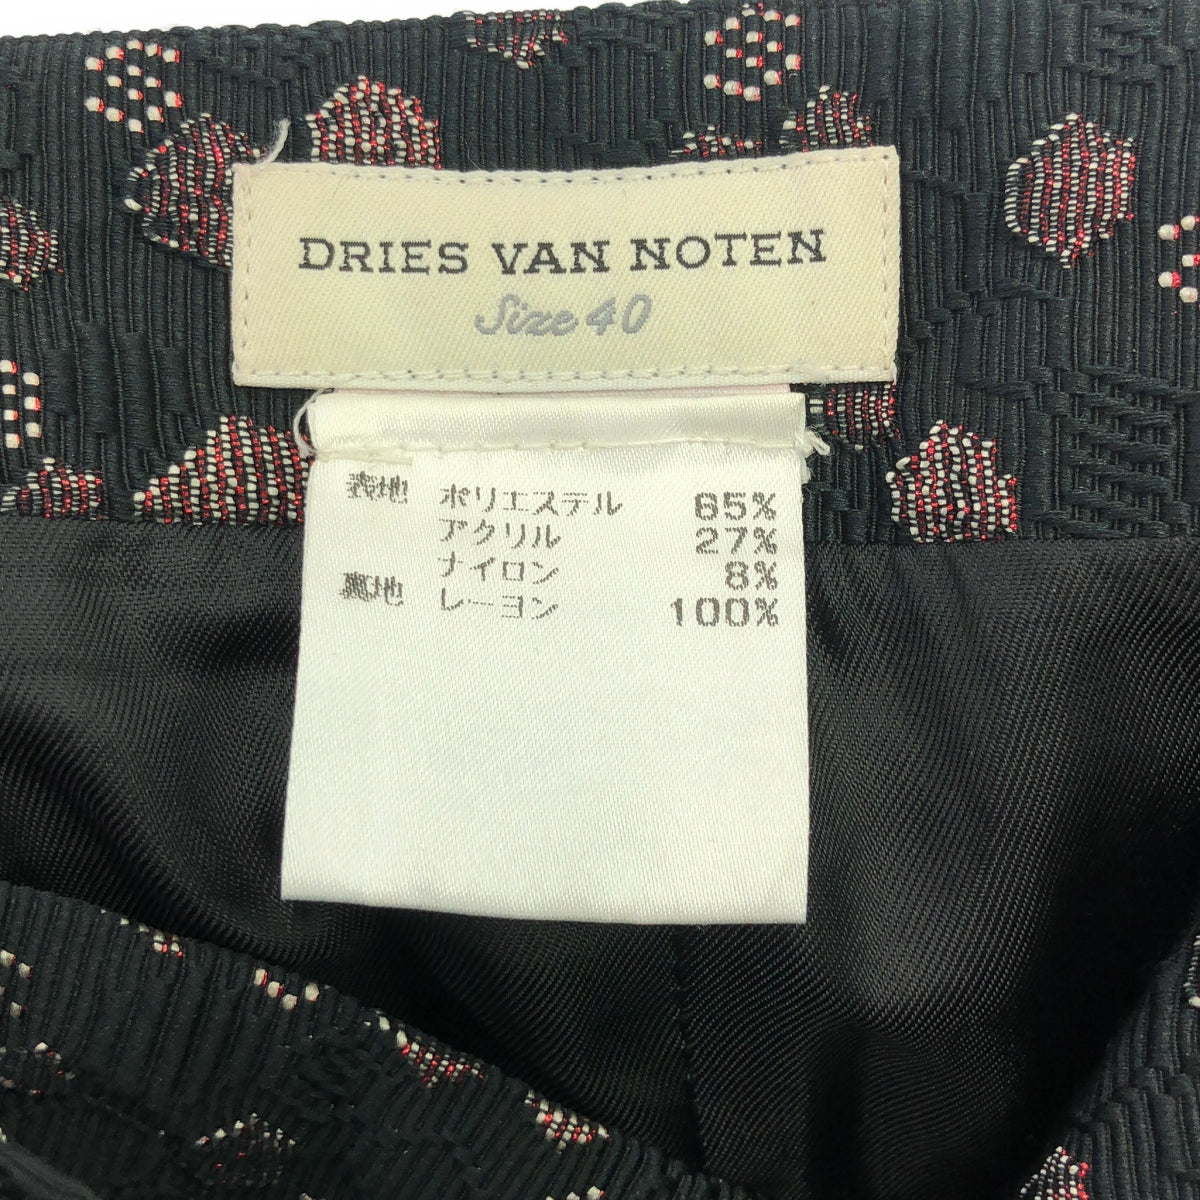 DRIES VAN NOTEN
Size 40
表地 ポリエステル 65%
アクリル 27%
ナイロン 8%
裏地 レーヨン 100%